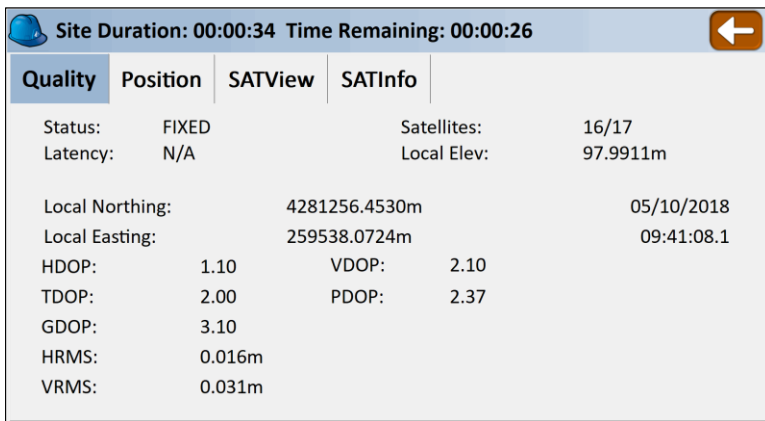 Site Duration: 00:00:34 Time Remaining: 00:00:26
Quality Position SATView SATInfo
Status: FIXED Satellites: 16/17
Latency: N/A Local Elev: 97.9911m
Local Northing: 4281256.4530m 05/10/2018
Local Easting: 259538.0724m 09:41:08.1
HDOP: 1.10 VDOP: 2.10
TDOP: 2.00 PDOP: 2.37
GDOP: 3.10
HRMS: 0.016m
VRMS: 0.031m